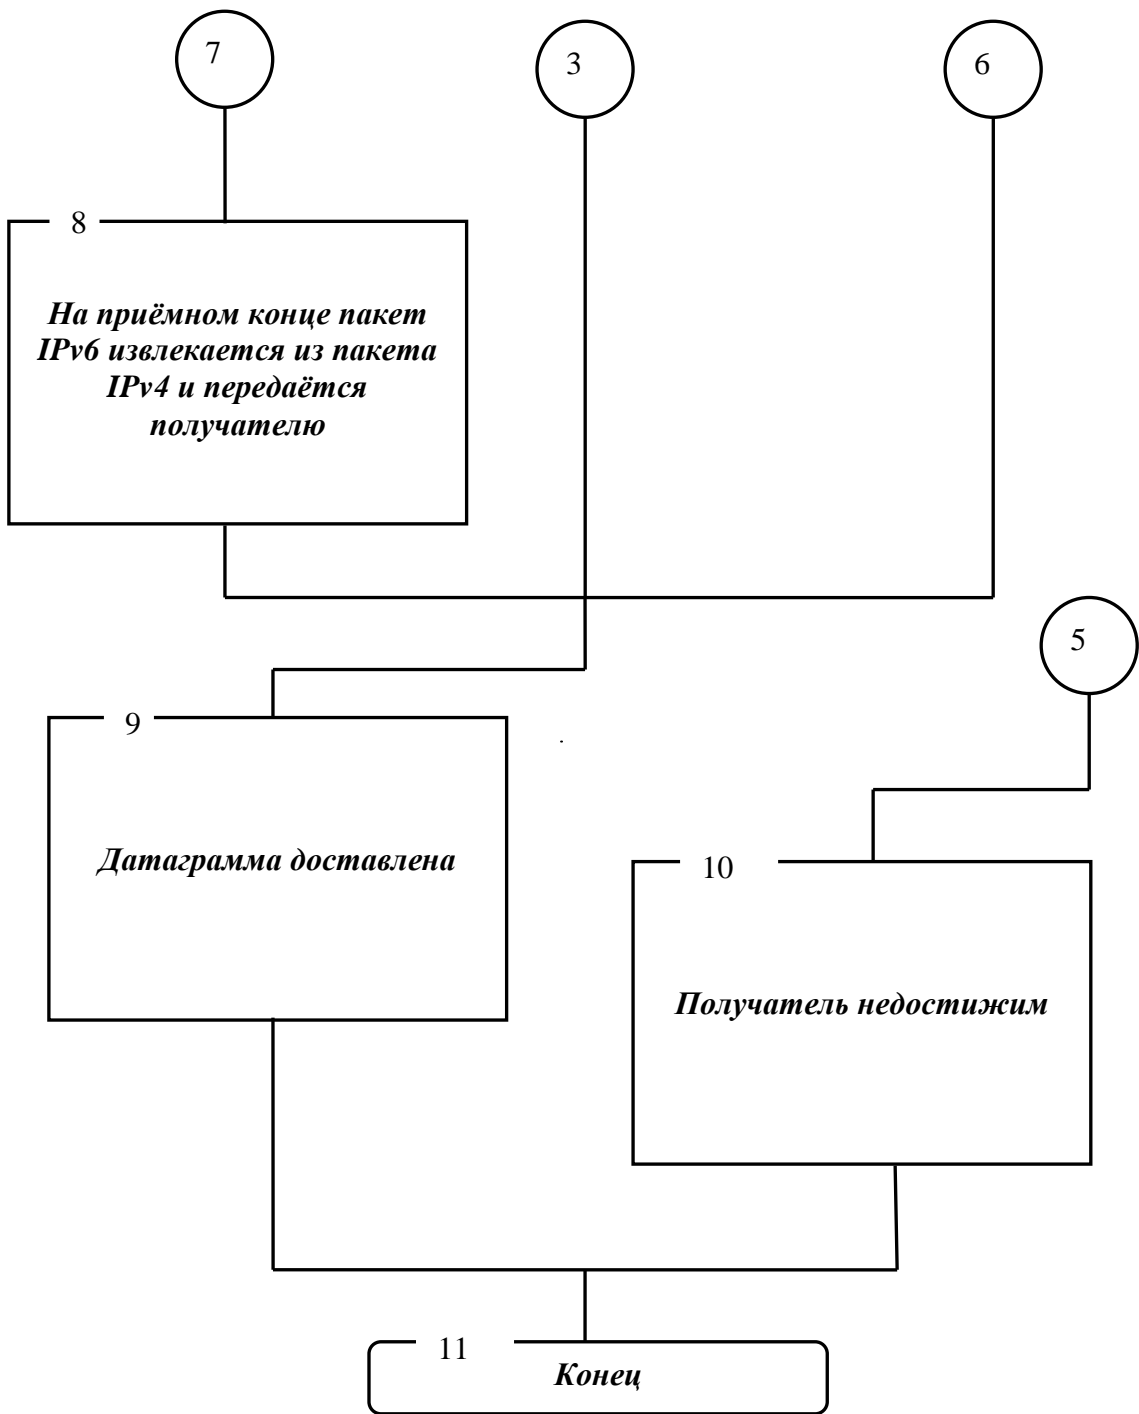 7
3
6
8
На приёмном конце пакет
IPv6 извлекается из пакета
IPv4 и передаётся
получателю
5
9
Датаграмма доставлена
10
Получатель недостижим
11
Конец